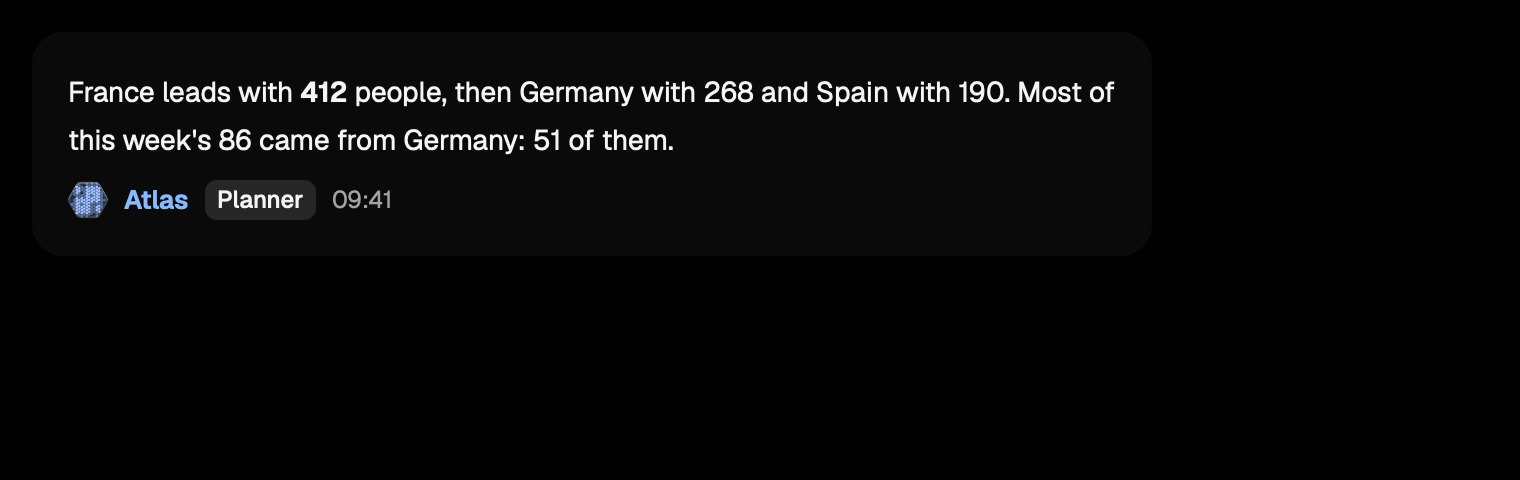 France leads with 412 people, then Germany with 268 and Spain with 190. Most of
this week's 86 came from Germany: 51 of them.
Atlas Planner 09:41